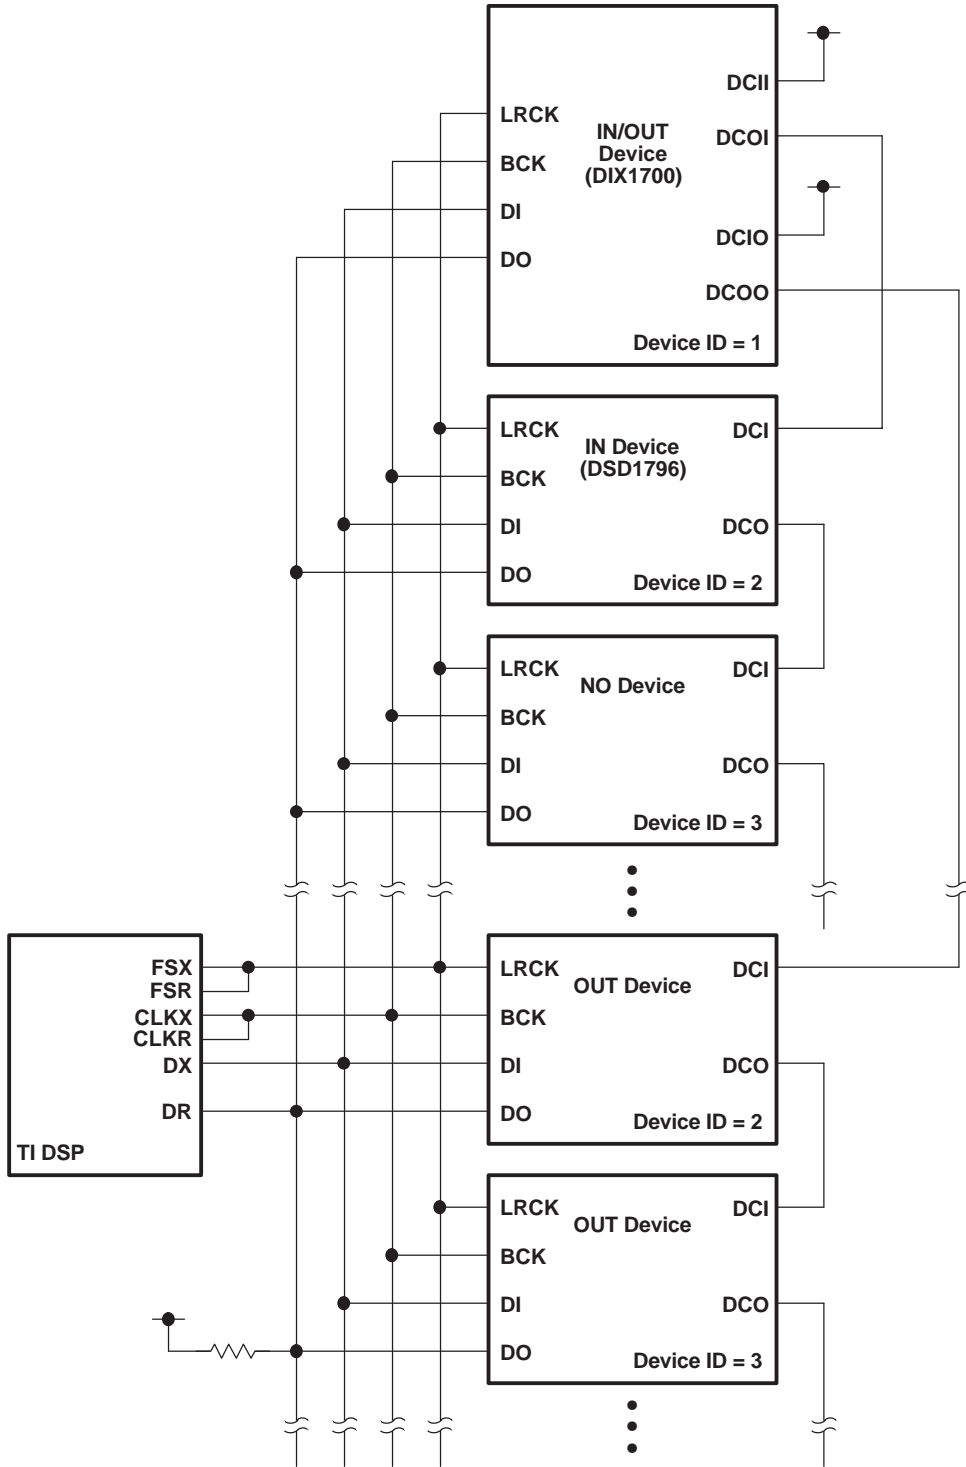 DCII
LRCK
IN/OUT
Device
(DIX1700)
DCOI
BCK
DI
DCIO
DO
DCOO
Device ID = 1
LRCK
IN Device
(DSD1796)
DCI
BCK
DI
DCO
DO
Device ID = 2
LRCK
NO Device
DCI
BCK
DI
DCO
DO
Device ID = 3
FSX
FSR
CLKX
CLKR
DX
DR
TI DSP
LRCK
OUT Device
DCI
BCK
DI
DCO
DO
Device ID = 2
LRCK
OUT Device
DCI
BCK
DI
DCO
DO
Device ID = 3